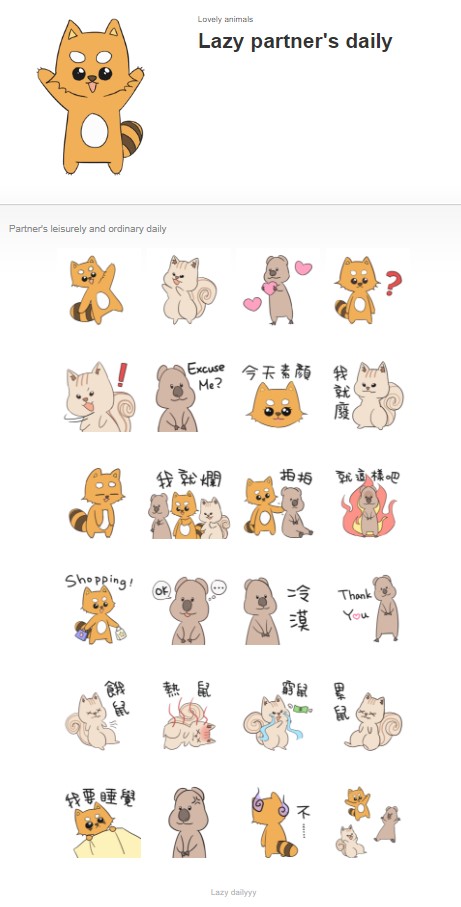 Lovely animals
Lazy partner's daily
Partner's leisurely and ordinary daily
?
!
Excuse
Me?
今天素顏
我就廢
我就爛
拍拍
就這樣吧
Shopping!
OK
...
冷漠
Thank
You
餓鼠
熱 鼠
窮鼠
累鼠
我要睡覺
不……
Lazy dailyyy